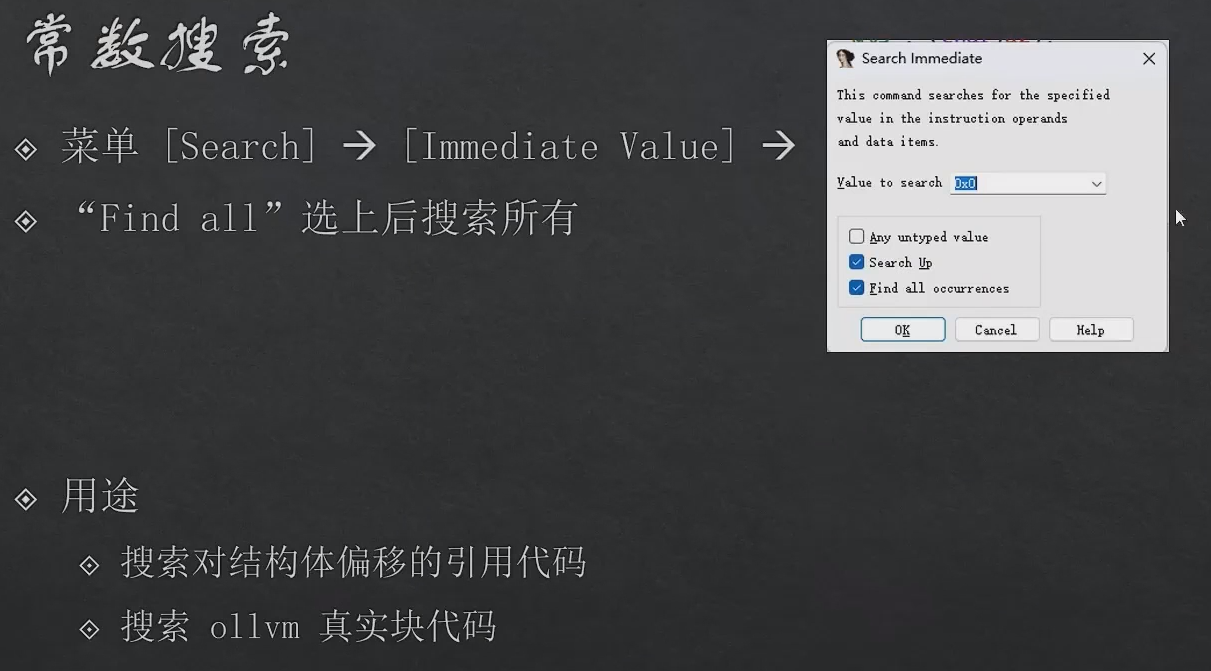 常数搜索
菜单 [Search] → [Immediate Value] →
“Find all”选上后搜索所有
Search Immediate
This command searches for the specified
value in the instruction operands
and data items.
Value to search 0x0
Any untyped value
Search Up
Find all occurrences
OK Cancel Help
用途
搜索对结构体偏移的引用代码
搜索 ollvm 真实块代码